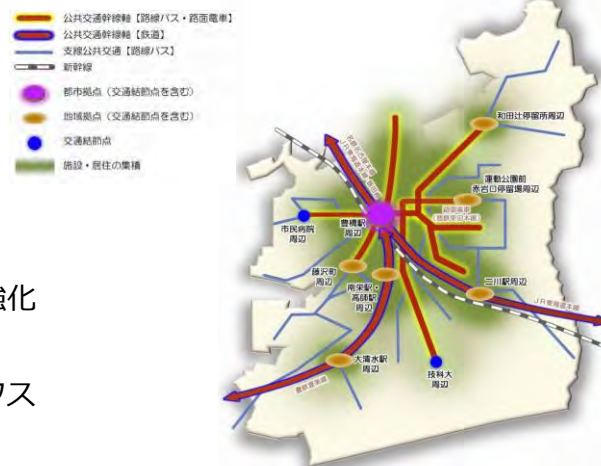 公共交通幹線軸【路線バス・路面電車】
公共交通幹線軸【鉄道】
支線公共交通【路線バス】
新幹線
都市拠点（交通結節点を含む）
地域拠点（交通結節点を含む）
交通結節点
施設・居住の集積
和田辻停留所周辺
運動公園前
赤岩口停留場周辺
豊橋駅
周辺
市民病院
周辺
藤沢町
周辺
南栄駅・
高師駅
周辺
二川駅周辺
JR東海道本線
大清水駅
周辺
技科大
周辺
強化
クス